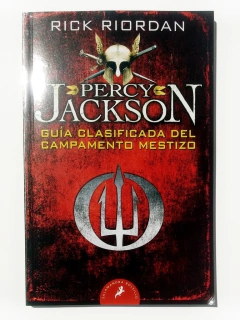 RICK RIORDAN
PERCY
JACKSON
GUÍA CLASIFICADA DEL
CAMPAMENTO MESTIZO